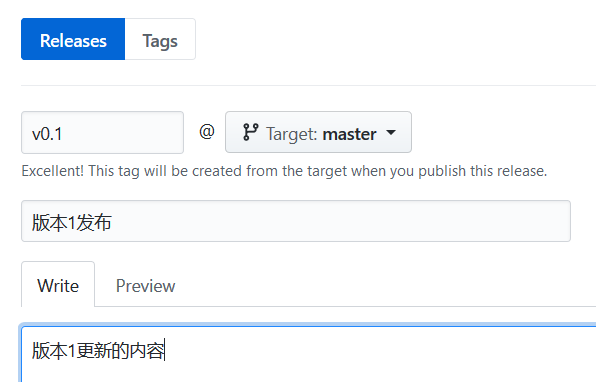 Releases Tags
v0.1 @ Target: master
Excellent! This tag will be created from the target when you publish this release.
版本1发布
Write Preview
版本1更新的内容